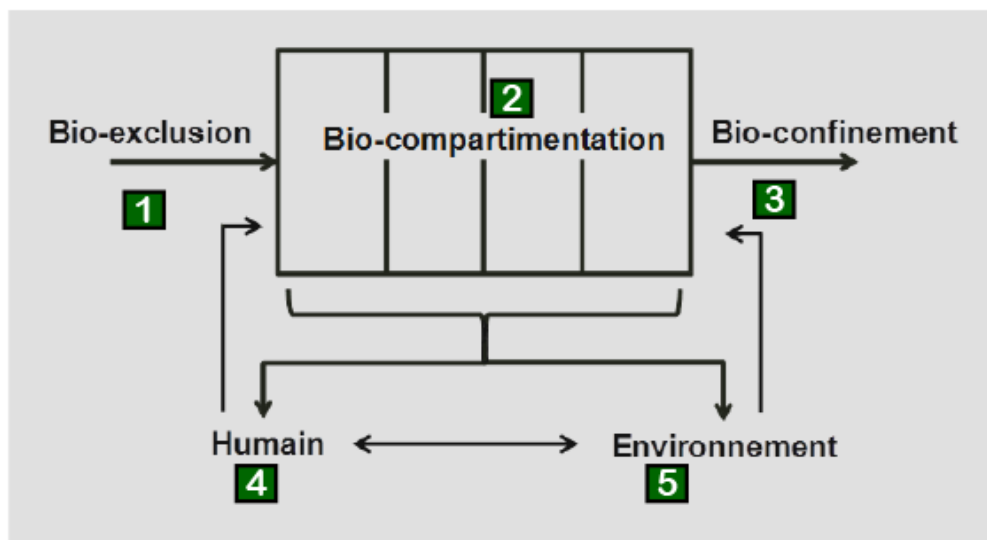 2
Bio-exclusion
Bio-compartimentation
Bio-confinement
1
3
Humain
Environnement
4
5